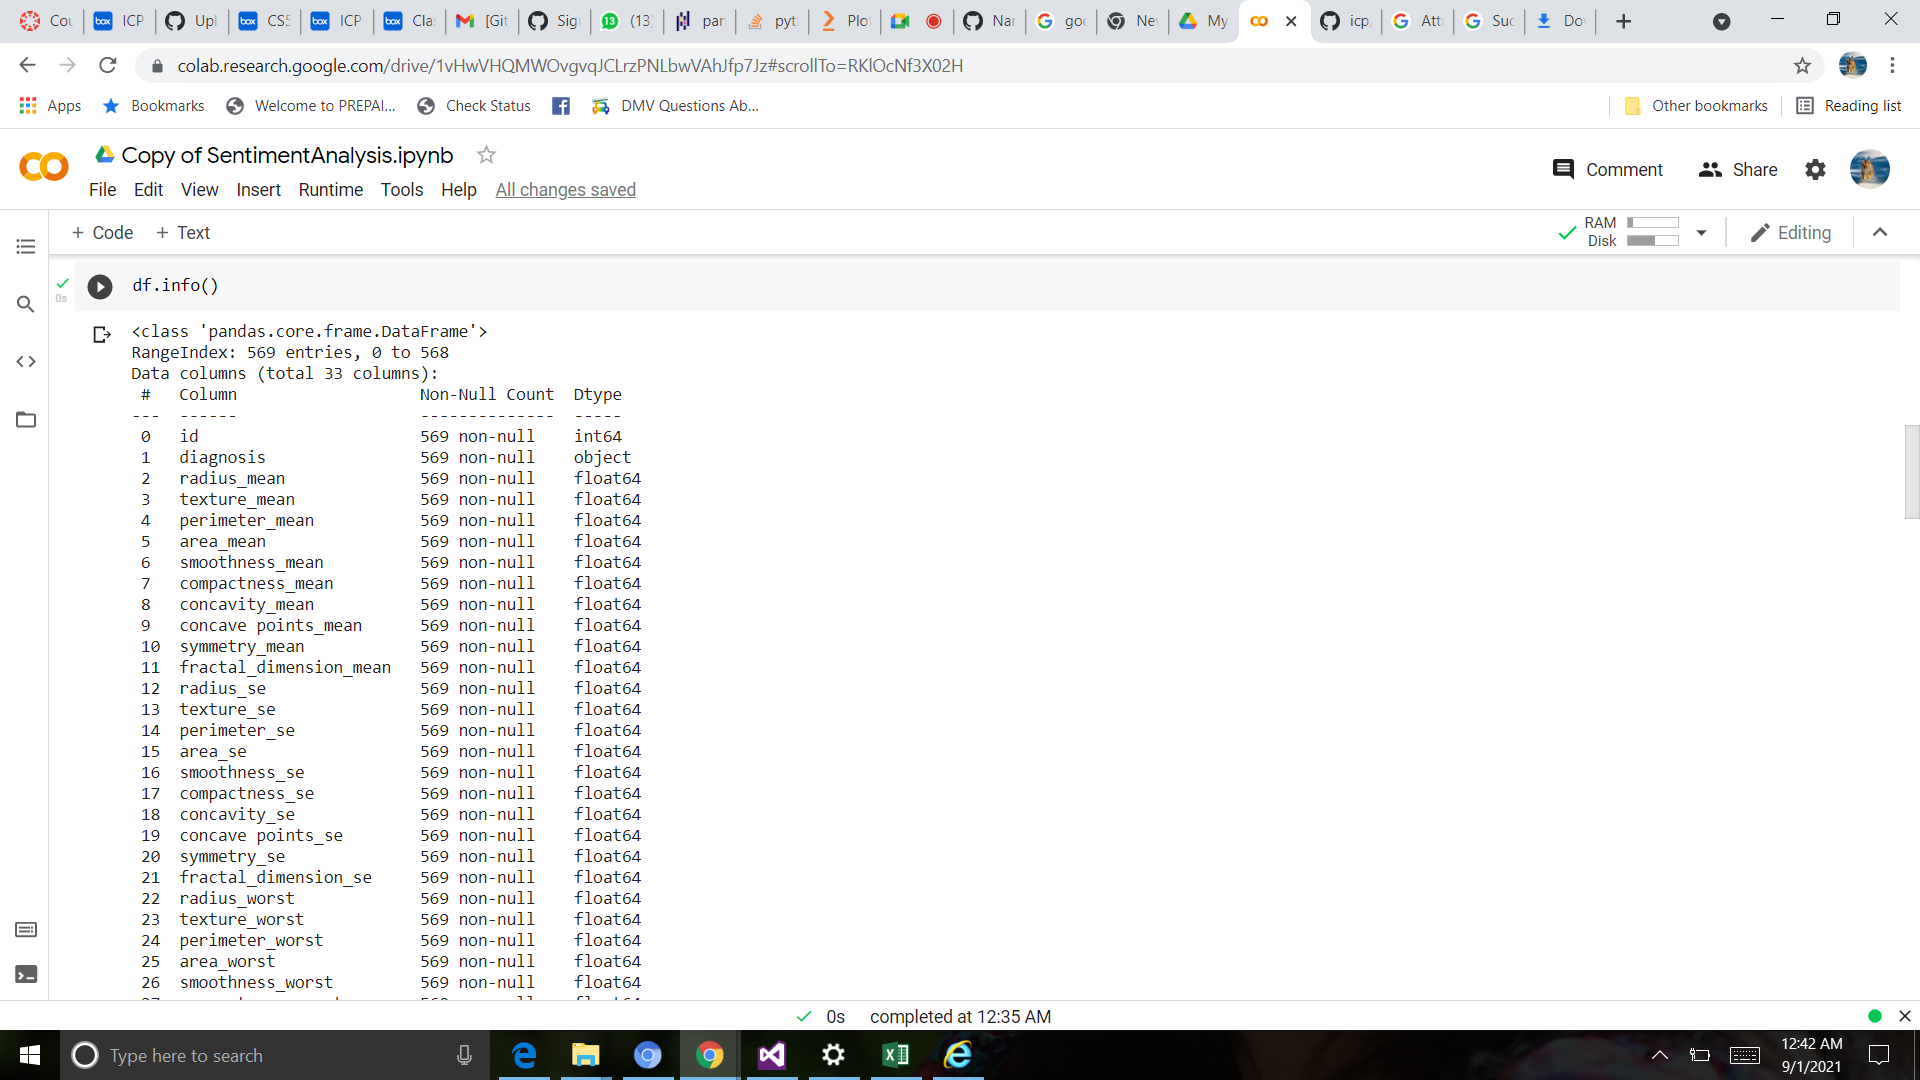 Cou ICP Upl CS5 ICP Cla [Git Sign (13) pan pyt Plot Nar goo Nev My icp Att Suc Do
colab.research.google.com/drive/1vHwVHQMWOvgvqJCLrzPNLbwVAhJfp7Jz#scrollTo=RKlOcNf3X02H
Apps Bookmarks Welcome to PREPAI... Check Status DMV Questions Ab... Other bookmarks Reading list
Copy of SentimentAnalysis.ipynb
Comment Share
File Edit View Insert Runtime Tools Help All changes saved
+ Code + Text RAM Disk Editing
df.info()
0s
<class 'pandas.core.frame.DataFrame'>
RangeIndex: 569 entries, 0 to 568
Data columns (total 33 columns):
# Column Non-Null Count Dtype
--- ------ -------------- -----
0 id 569 non-null int64
1 diagnosis 569 non-null object
2 radius_mean 569 non-null float64
3 texture_mean 569 non-null float64
4 perimeter_mean 569 non-null float64
5 area_mean 569 non-null float64
6 smoothness_mean 569 non-null float64
7 compactness_mean 569 non-null float64
8 concavity_mean 569 non-null float64
9 concave points_mean 569 non-null float64
10 symmetry_mean 569 non-null float64
11 fractal_dimension_mean 569 non-null float64
12 radius_se 569 non-null float64
13 texture_se 569 non-null float64
14 perimeter_se 569 non-null float64
15 area_se 569 non-null float64
16 smoothness_se 569 non-null float64
17 compactness_se 569 non-null float64
18 concavity_se 569 non-null float64
19 concave points_se 569 non-null float64
20 symmetry_se 569 non-null float64
21 fractal_dimension_se 569 non-null float64
22 radius_worst 569 non-null float64
23 texture_worst 569 non-null float64
24 perimeter_worst 569 non-null float64
25 area_worst 569 non-null float64
26 smoothness_worst 569 non-null float64
0s completed at 12:35 AM
Type here to search
12:42 AM
9/1/2021